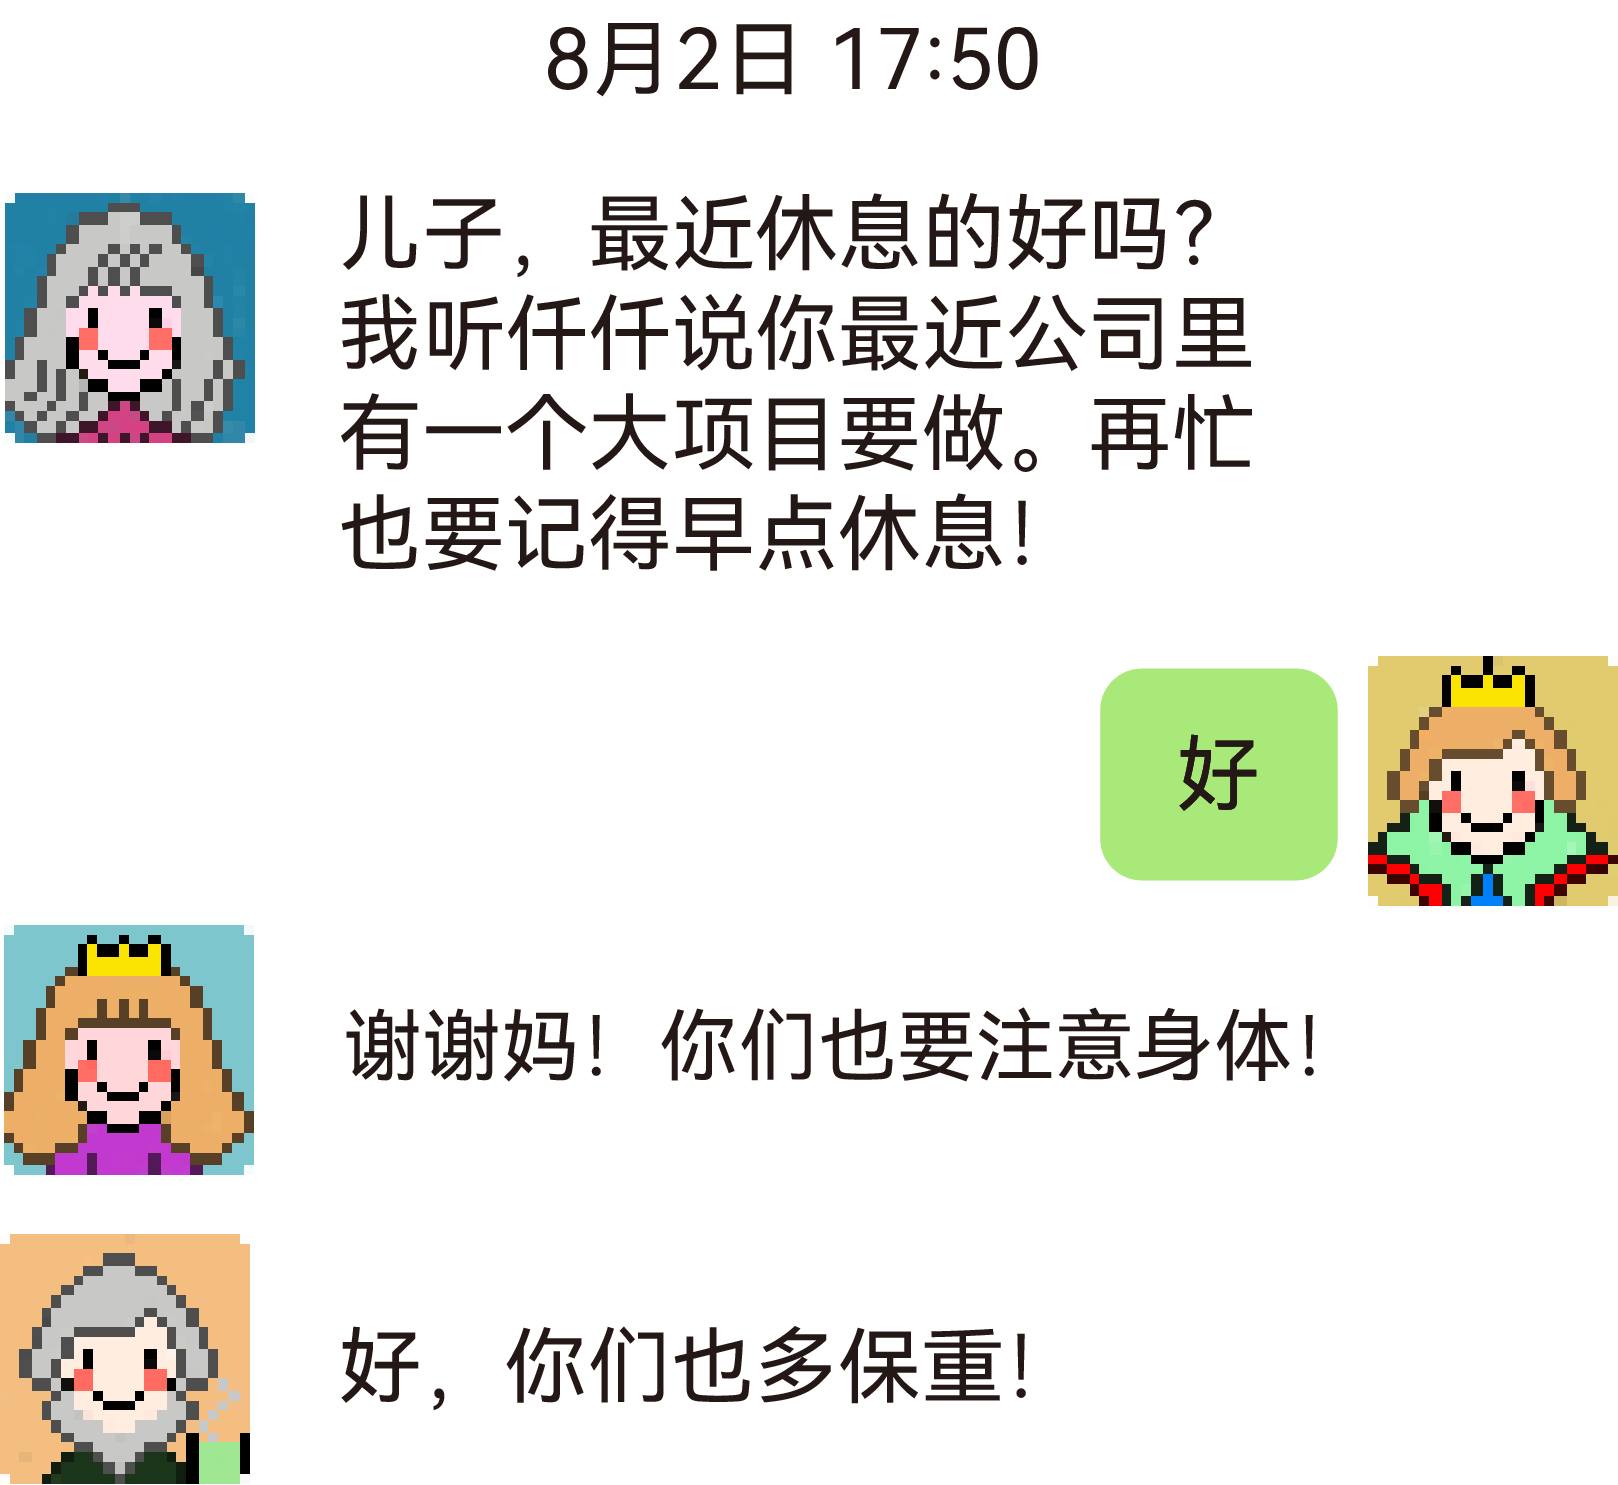 8月2日 17:50
儿子，最近休息的好吗？
我听仟仟说你最近公司里
有一个大项目要做。再忙
也要记得早点休息！
好
谢谢妈！你们也要注意身体！
好，你们也多保重！